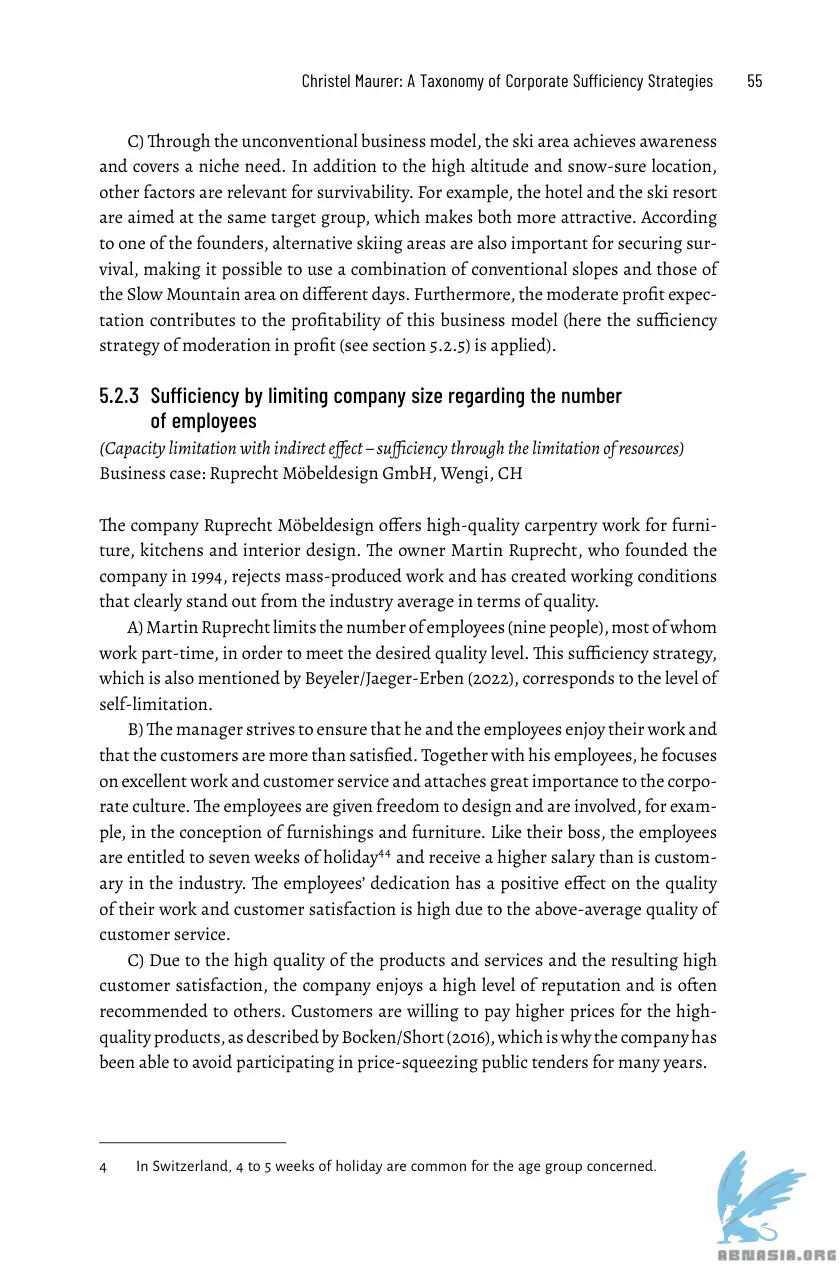 Christel Maurer: A Taxonomy of Corporate Sufficiency Strategies 55
C) Through the unconventional business model, the ski area achieves awareness
and covers a niche need. In addition to the high altitude and snow-sure location,
other factors are relevant for survivability. For example, the hotel and the ski resort
are aimed at the same target group, which makes both more attractive. According
to one of the founders, alternative skiing areas are also important for securing sur-
vival, making it possible to use a combination of conventional slopes and those of
the Slow Mountain area on different days. Furthermore, the moderate profit expec-
tation contributes to the profitability of this business model (here the sufficiency
strategy of moderation in profit (see section 5.2.5) is applied).
5.2.3 Sufficiency by limiting company size regarding the number
of employees
(Capacity limitation with indirect effect – sufficiency through the limitation of resources)
Business case: Ruprecht Möbeldesign GmbH, Wengi, CH
The company Ruprecht Möbeldesign offers high-quality carpentry work for furni-
ture, kitchens and interior design. The owner Martin Ruprecht, who founded the
company in 1994, rejects mass-produced work and has created working conditions
that clearly stand out from the industry average in terms of quality.
A) Martin Ruprecht limits the number of employees (nine people), most of whom
work part-time, in order to meet the desired quality level. This sufficiency strategy,
which is also mentioned by Beyeler/Jaeger-Erben (2022), corresponds to the level of
self-limitation.
B) The manager strives to ensure that he and the employees enjoy their work and
that the customers are more than satisfied. Together with his employees, he focuses
on excellent work and customer service and attaches great importance to the corpo-
rate culture. The employees are given freedom to design and are involved, for exam-
ple, in the conception of furnishings and furniture. Like their boss, the employees
are entitled to seven weeks of holiday⁴⁴ and receive a higher salary than is custom-
ary in the industry. The employees' dedication has a positive effect on the quality
of their work and customer satisfaction is high due to the above-average quality of
customer service.
C) Due to the high quality of the products and services and the resulting high
customer satisfaction, the company enjoys a high level of reputation and is often
recommended to others. Customers are willing to pay higher prices for the high-
quality products, as described by Bocken/Short (2016), which is why the company has
been able to avoid participating in price-squeezing public tenders for many years.
4 In Switzerland, 4 to 5 weeks of holiday are common for the age group concerned.
ABNASIA.ORG